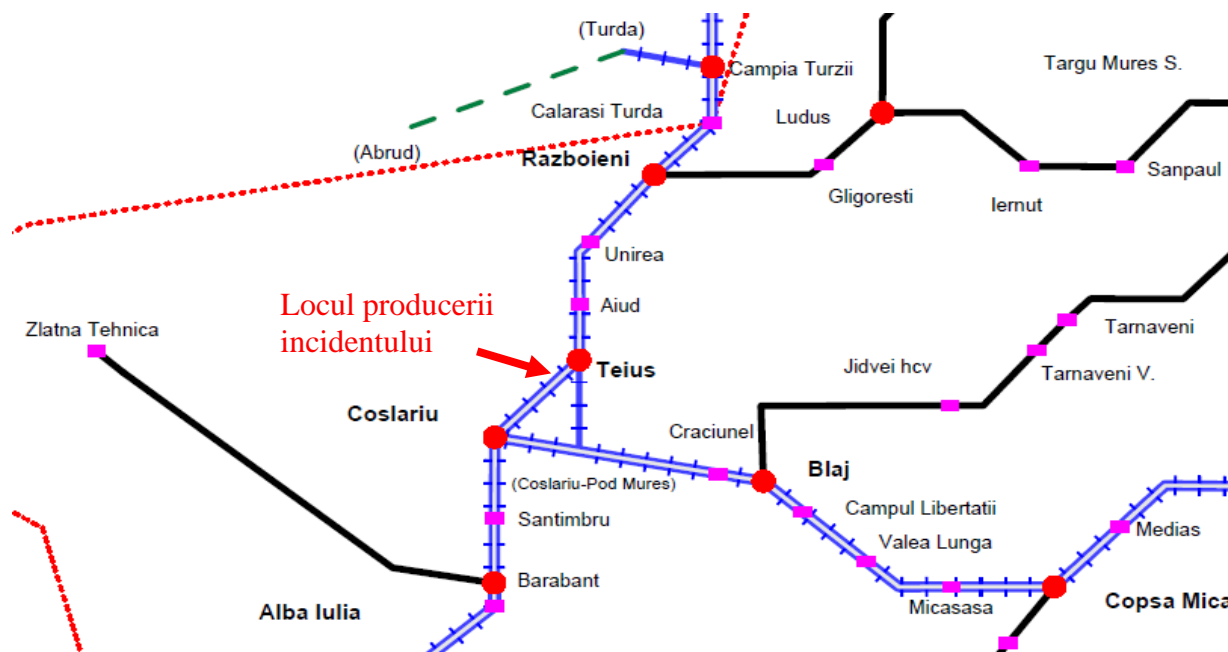 (Turda)
Campia Turzii
Targu Mures S.
Calarasi Turda
Ludus
(Abrud)
Razboieni
Sanpaul
Gligoresti
Iernut
Unirea
Locul producerii
incidentului
Aiud
Zlatna Tehnica
Tarnaveni
Teius
Jidvei hcv
Tarnaveni V.
Coslariu
Craciunel
Blaj
(Coslariu-Pod Mures)
Campul Libertatii
Santimbru
Medias
Valea Lunga
Barabant
Alba Iulia
Micasasa
Copsa Mica